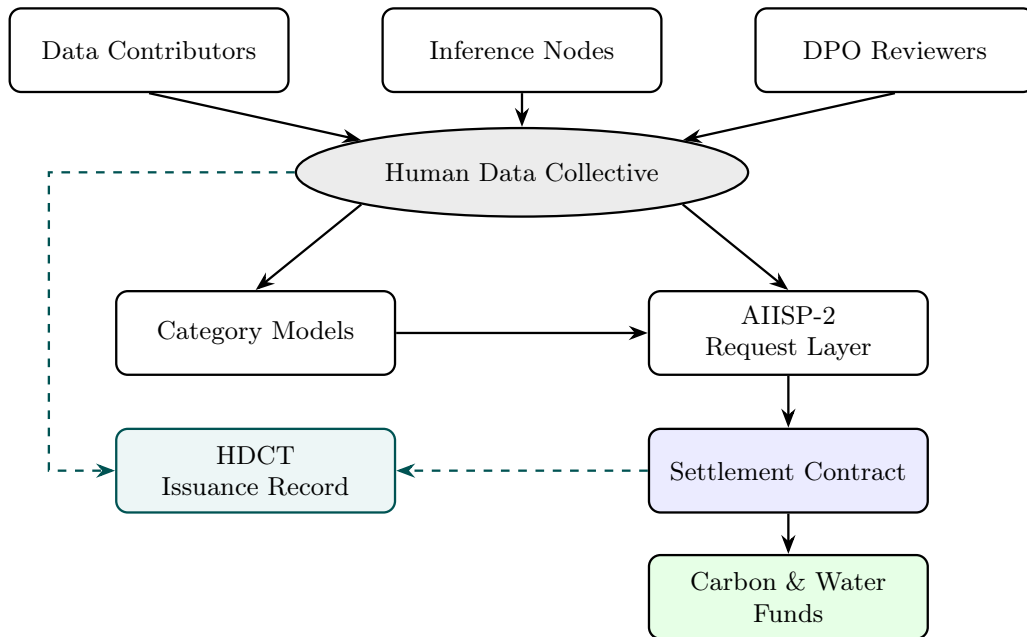 Data Contributors
Inference Nodes
DPO Reviewers
Human Data Collective
Category Models
AIISP-2
Request Layer
HDCT
Issuance Record
Settlement Contract
Carbon & Water
Funds